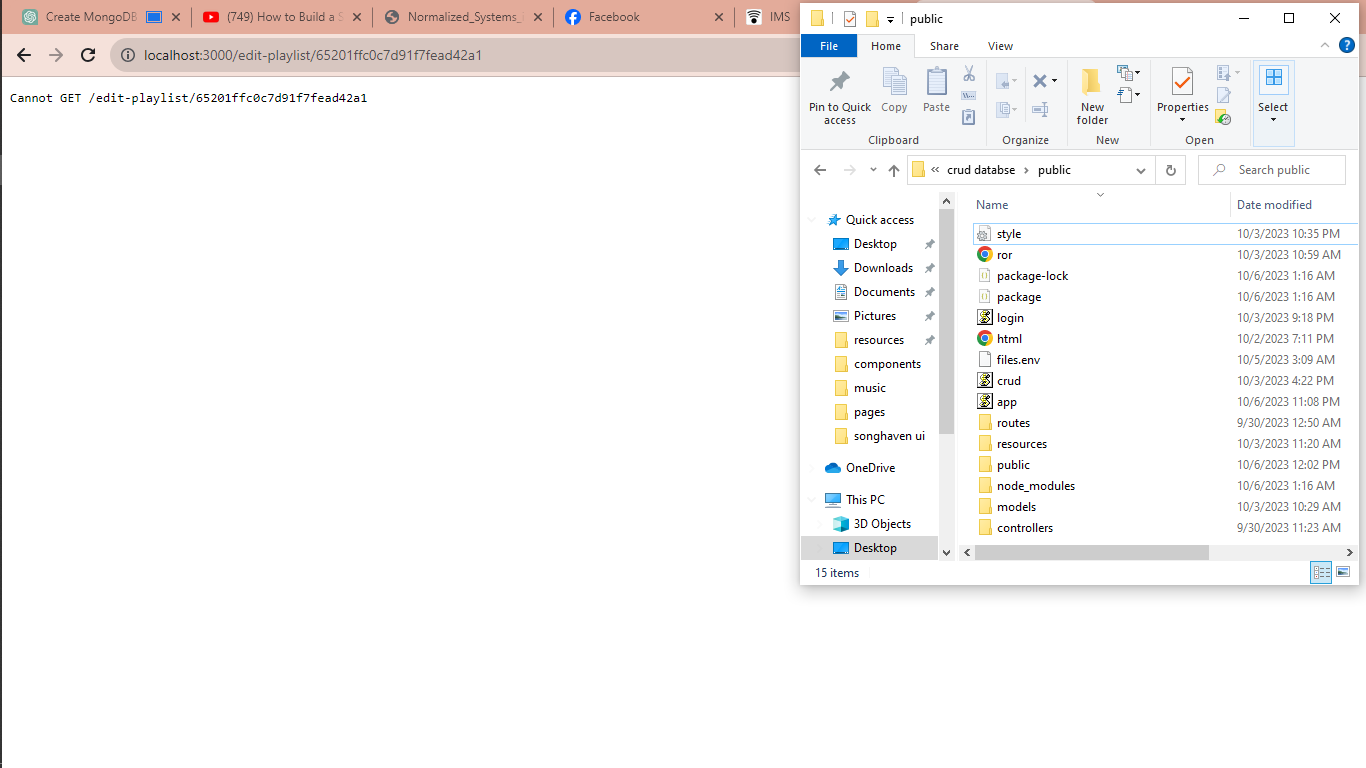 Create MongoDB
(749) How to Build a S
Normalized_Systems_
Facebook
IMS
localhost:3000/edit-playlist/65201ffc0c7d91f7fead42a1
Cannot GET /edit-playlist/65201ffc0c7d91f7fead42a1
public
File Home Share View
Pin to Quick access
Copy
Paste
Clipboard
Organize
New folder
New
Properties
Open
Select
« crud databse > public
Search public
Quick access
Desktop
Downloads
Documents
Pictures
resources
components
music
pages
songhaven ui
OneDrive
This PC
3D Objects
Desktop
Name Date modified
style 10/3/2023 10:35 PM
ror 10/3/2023 10:59 AM
package-lock 10/6/2023 1:16 AM
package 10/6/2023 1:16 AM
login 10/3/2023 9:18 PM
html 10/2/2023 7:11 PM
files.env 10/5/2023 3:09 AM
crud 10/3/2023 4:22 PM
app 10/6/2023 11:08 PM
routes 9/30/2023 12:50 AM
resources 10/3/2023 11:20 AM
public 10/6/2023 12:02 PM
node_modules 10/6/2023 1:16 AM
models 10/3/2023 10:29 AM
controllers 9/30/2023 11:23 AM
15 items